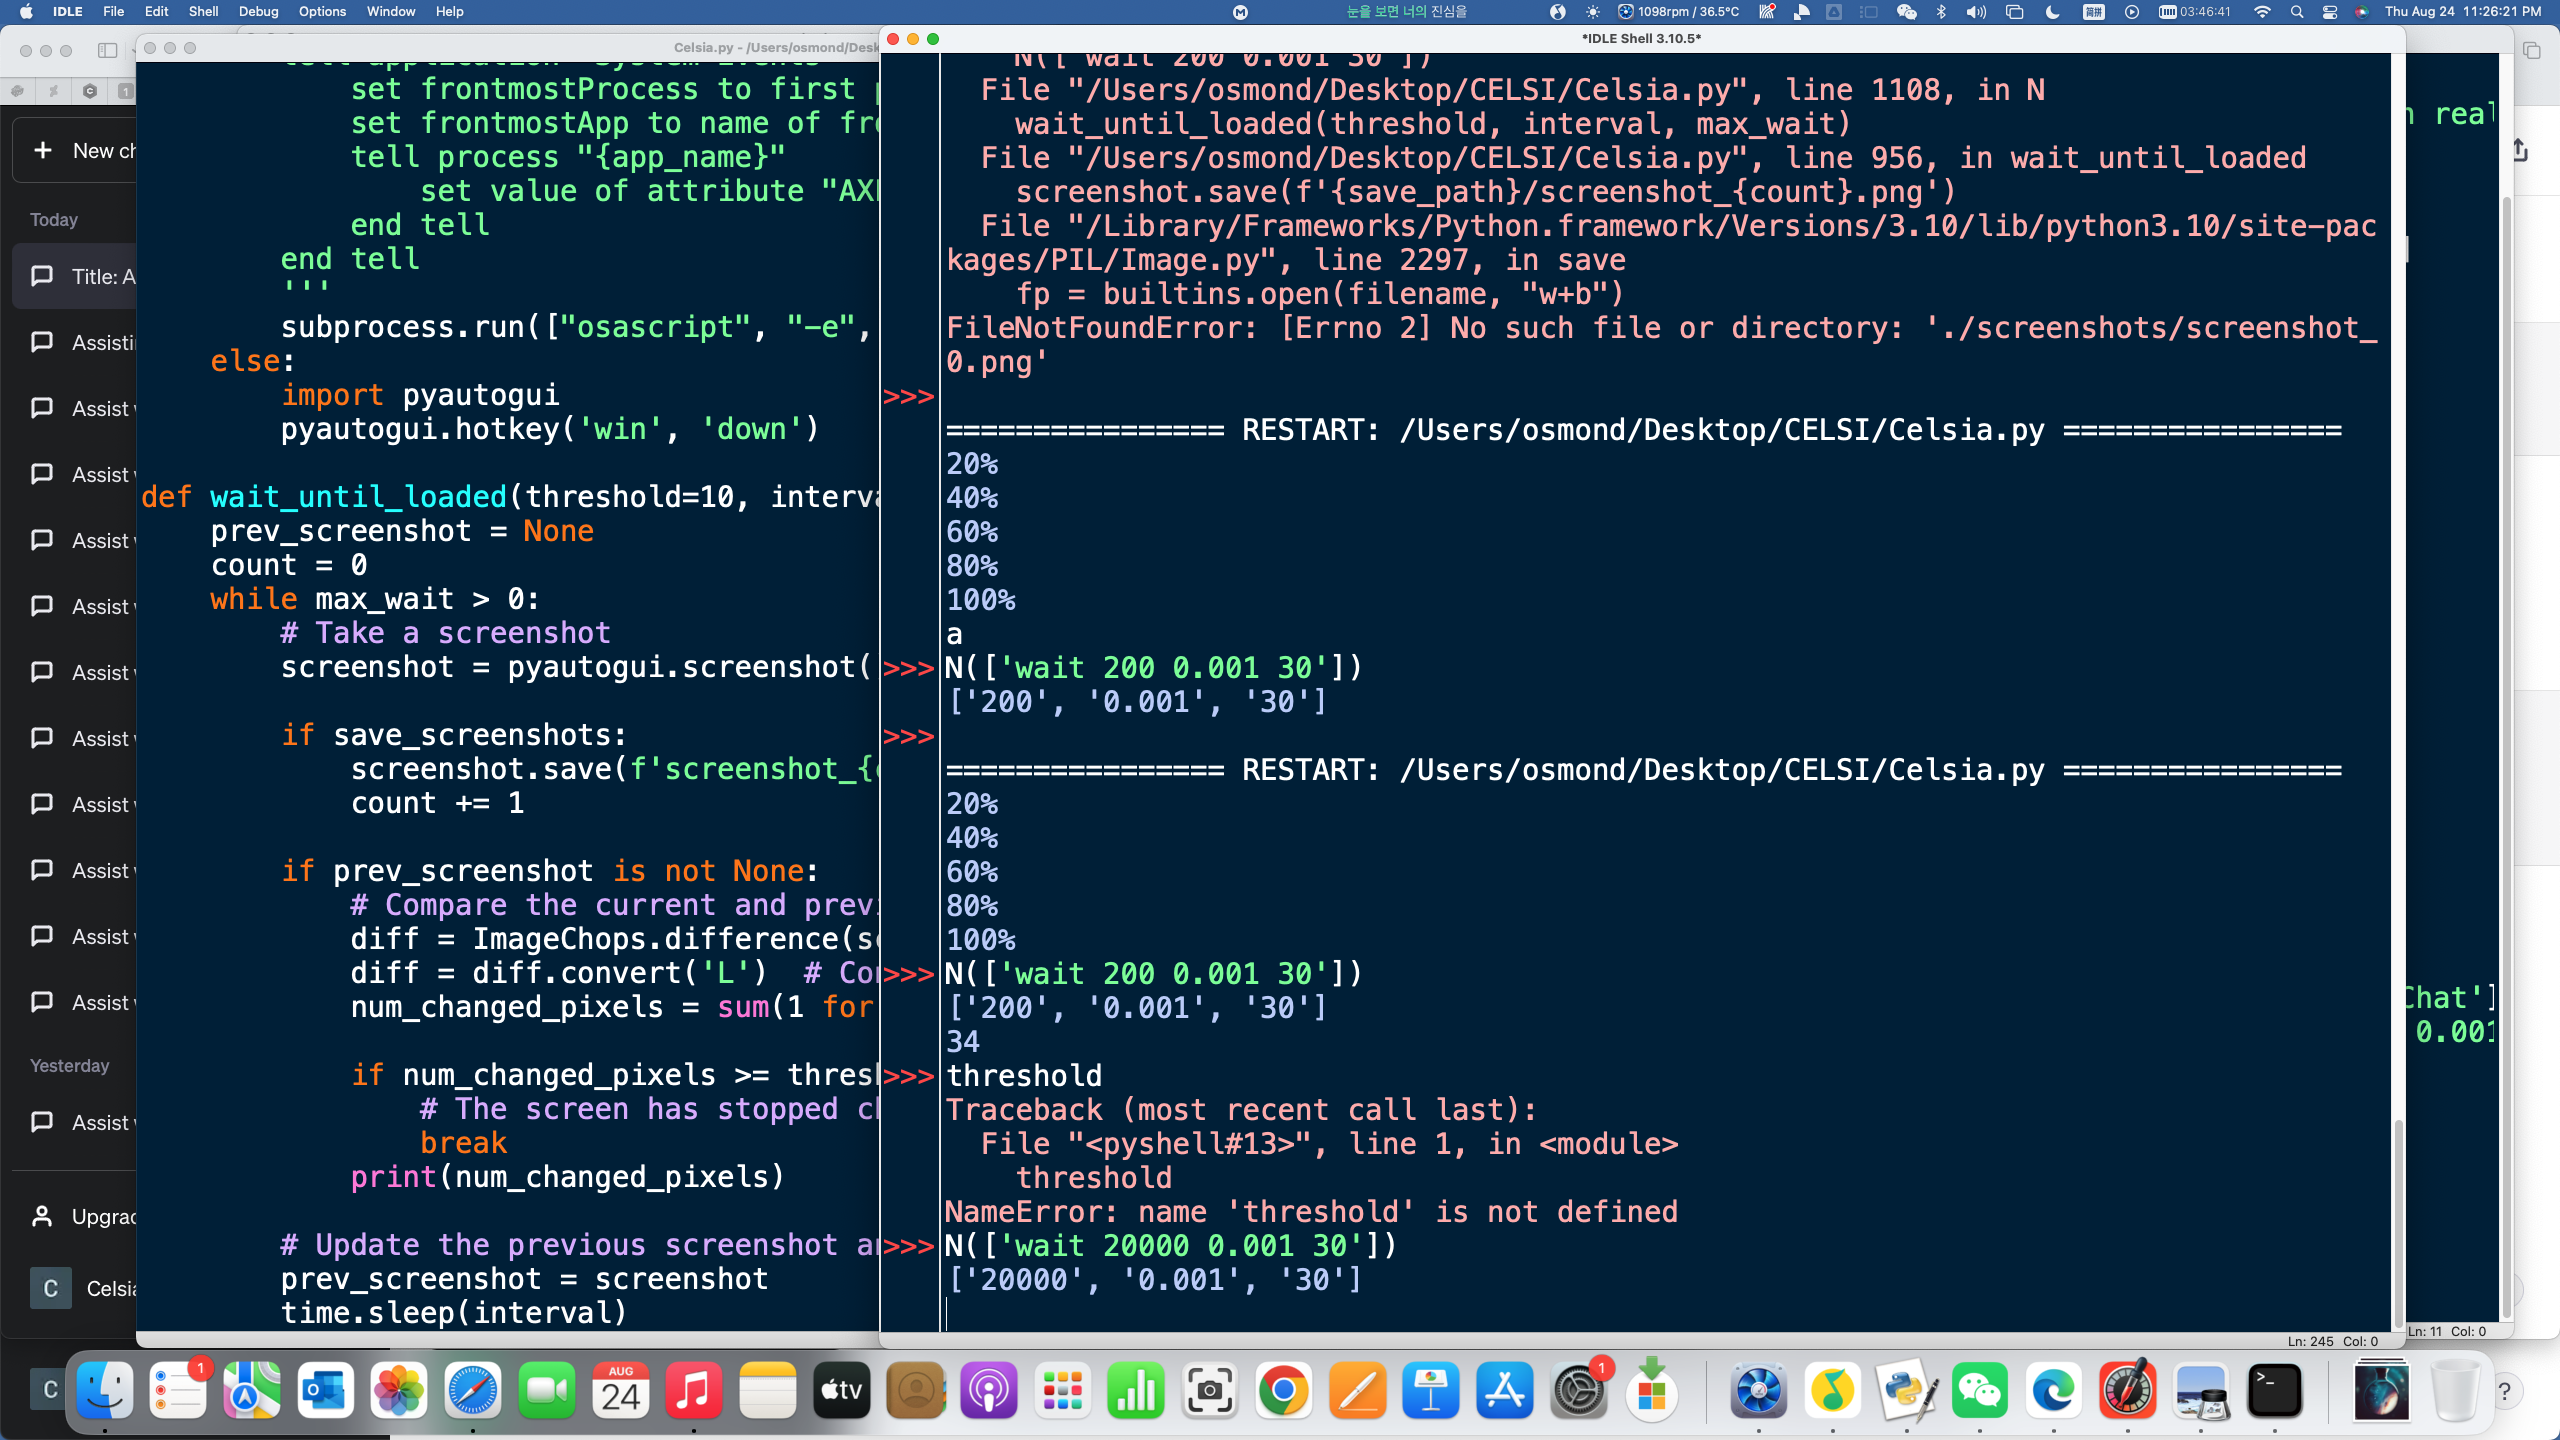 IDLE File Edit Shell Debug Options Window Help
눈을 보면 너의 진심을
1098rpm / 36.5°C
03:46:41
Thu Aug 24 11:26:21 PM
New
Today
Title: A
Assist
Assist
Assist
Assist
Assist
Assist
Assist
Assist
Assist
Assist
Yesterday
Assist
C
C
Celsia.py - /Users/osmond/
set frontmostProcess to first
set frontmostApp to name of
tell process "{app_name}"
set value of attribute
end tell
end tell
'''
subprocess.run(["osascript", "-e",
else:
import pyautogui
pyautogui.hotkey('win', 'down')
def wait_until_loaded(threshold=10,
prev_screenshot = None
count = 0
while max_wait > 0:
# Take a screenshot
screenshot = pyautogui.screenshot(
if save_screenshots:
screenshot.save(f'screenshot_{
count += 1
if prev_screenshot is not None:
# Compare the current and
diff = ImageChops.difference(
diff = diff.convert('L') #
num_changed_pixels = sum(1 for
if num_changed_pixels >=
# The screen has stopped
break
print(num_changed_pixels)
# Update the previous screenshot
prev_screenshot = screenshot
time.sleep(interval)
*IDLE Shell 3.10.5*
N(['wait 200 0.001 30'])
File "/Users/osmond/Desktop/CELSI/Celsia.py", line 1108, in N
wait_until_loaded(threshold, interval, max_wait)
File "/Users/osmond/Desktop/CELSI/Celsia.py", line 956, in wait_until_loaded
screenshot.save(f'{save_path}/screenshot_{count}.png')
File "/Library/Frameworks/Python.framework/Versions/3.10/lib/python3.10/site-pac
kages/PIL/Image.py", line 2297, in save
fp = builtins.open(filename, "w+b")
FileNotFoundError: [Errno 2] No such file or directory: './screenshots/screenshot_
0.png'
>>>
================ RESTART: /Users/osmond/Desktop/CELSI/Celsia.py ================
20%
40%
60%
80%
100%
a
>>> N(['wait 200 0.001 30'])
['200', '0.001', '30']
>>>
================ RESTART: /Users/osmond/Desktop/CELSI/Celsia.py ================
20%
40%
60%
80%
100%
>>> N(['wait 200 0.001 30'])
['200', '0.001', '30']
34
>>> threshold
Traceback (most recent call last):
File "<pyshell#13>", line 1, in <module>
threshold
NameError: name 'threshold' is not defined
>>> N(['wait 20000 0.001 30'])
['20000', '0.001', '30']
Ln: 245 Col: 0
Chat']
0.001
Ln: 11 Col: 0
1
AUG
24
tv
1
?